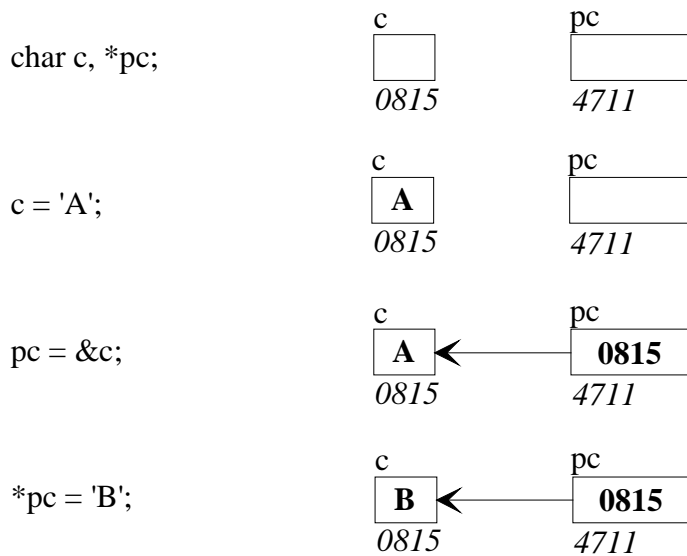 c pc
char c, *pc;
0815 4711
c pc
c = 'A'; A
0815 4711
c pc
pc = &c; A 0815
0815 4711
c pc
*pc = 'B'; B 0815
0815 4711